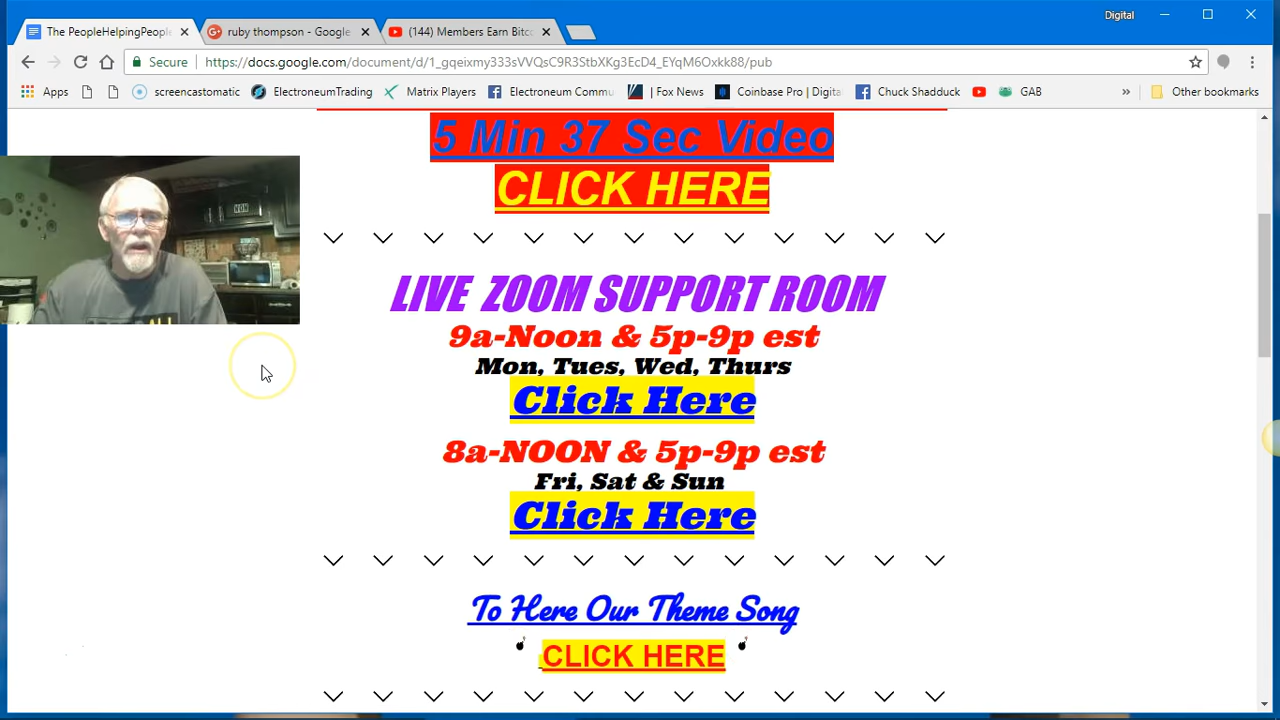 Digital
The PeopleHelpingPeople
ruby thompson - Google
(144) Members Earn Bitco
Secure
https://docs.google.com/document/d/1_gqeixmy333sVVQsC9R3StbXKg3EcD4_EYqM6Oxkk88/pub
Apps
screencastomatic
ElectroneumTrading
Matrix Players
Electroneum Commu
| Fox News
Coinbase Pro | Digita
Chuck Shadduck
GAB
»
Other bookmarks
5 Min 37 Sec Video
CLICK HERE
LIVE ZOOM SUPPORT ROOM
9a-Noon & 5p-9p est
Mon, Tues, Wed, Thurs
Click Here
8a-NOON & 5p-9p est
Fri, Sat & Sun
Click Here
To Here Our Theme Song
CLICK HERE